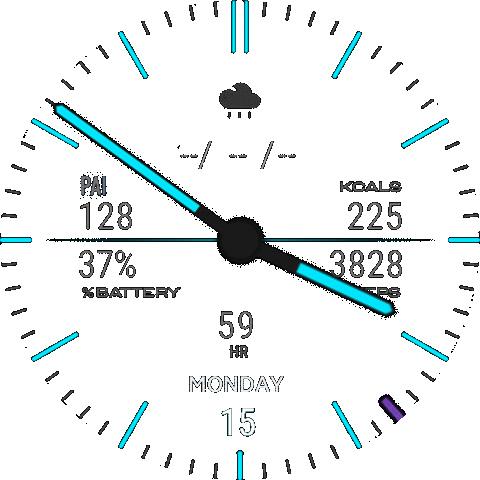 --/ -- /--
PAI
KCALS
128
225
37%
3828
%BATTERY
59
HR
MONDAY
15